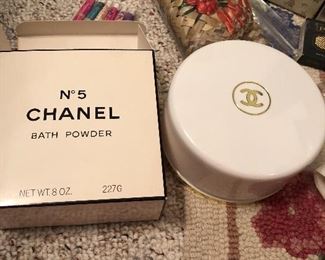 N°5
CHANEL
BATH POWDER
NET WT. 8 OZ. 227G